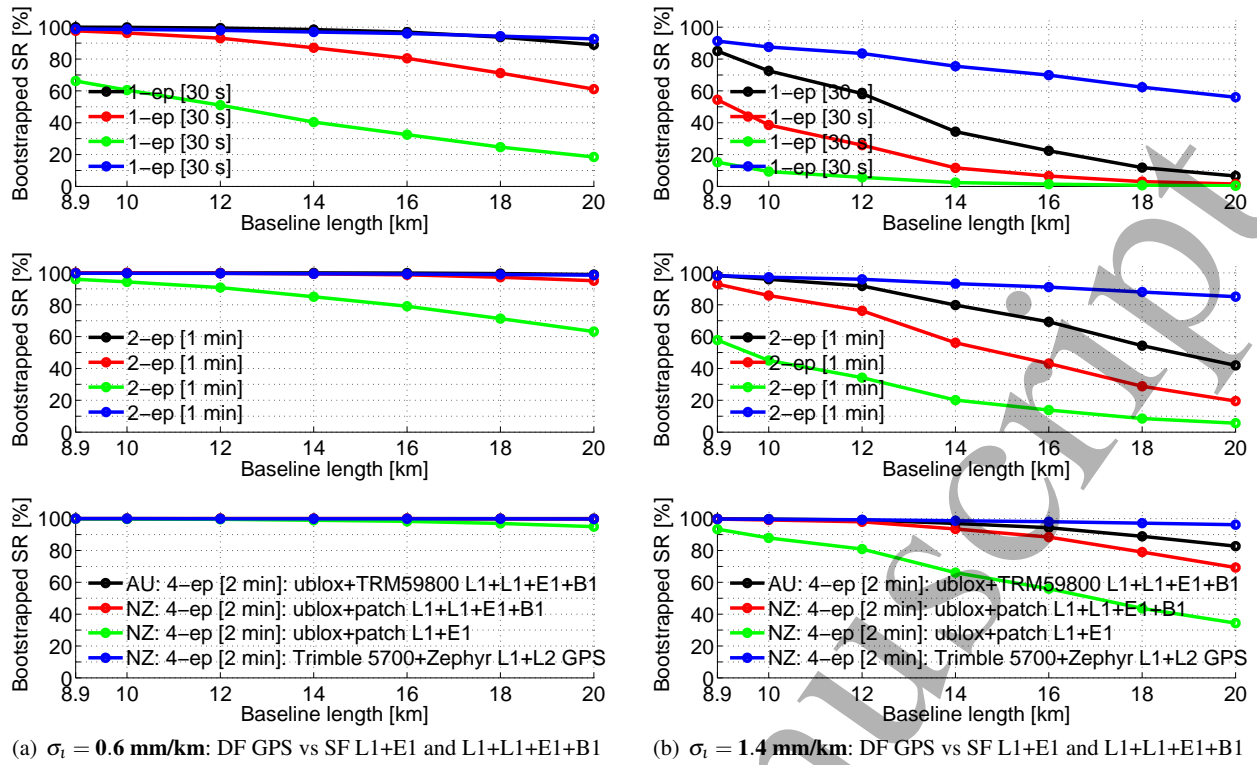 Bootstrapped SR [%]
100
80
60
40
20
0
1−ep [30 s]
1−ep [30 s]
1−ep [30 s]
1−ep [30 s]
8.9 10 12 14 16 18 20
Baseline length [km]
Bootstrapped SR [%]
100
80
60
40
20
0
1−ep [30 s]
1−ep [30 s]
1−ep [30 s]
1−ep [30 s]
8.9 10 12 14 16 18 20
Baseline length [km]
Bootstrapped SR [%]
100
80
60
40
20
0
2−ep [1 min]
2−ep [1 min]
2−ep [1 min]
2−ep [1 min]
8.9 10 12 14 16 18 20
Baseline length [km]
Bootstrapped SR [%]
100
80
60
40
20
0
2−ep [1 min]
2−ep [1 min]
2−ep [1 min]
2−ep [1 min]
8.9 10 12 14 16 18 20
Baseline length [km]
Bootstrapped SR [%]
100
80
60
40
20
0
AU: 4−ep [2 min]: ublox+TRM59800 L1+L1+E1+B1
NZ: 4−ep [2 min]: ublox+patch L1+L1+E1+B1
NZ: 4−ep [2 min]: ublox+patch L1+E1
NZ: 4−ep [2 min]: Trimble 5700+Zephyr L1+L2 GPS
8.9 10 12 14 16 18 20
Baseline length [km]
Bootstrapped SR [%]
100
80
60
40
20
0
AU: 4−ep [2 min]: ublox+TRM59800 L1+L1+E1+B1
NZ: 4−ep [2 min]: ublox+patch L1+L1+E1+B1
NZ: 4−ep [2 min]: ublox+patch L1+E1
NZ: 4−ep [2 min]: Trimble 5700+Zephyr L1+L2 GPS
8.9 10 12 14 16 18 20
Baseline length [km]
(a) σι = 0.6 mm/km: DF GPS vs SF L1+E1 and L1+L1+E1+B1
(b) σι = 1.4 mm/km: DF GPS vs SF L1+E1 and L1+L1+E1+B1
uscript